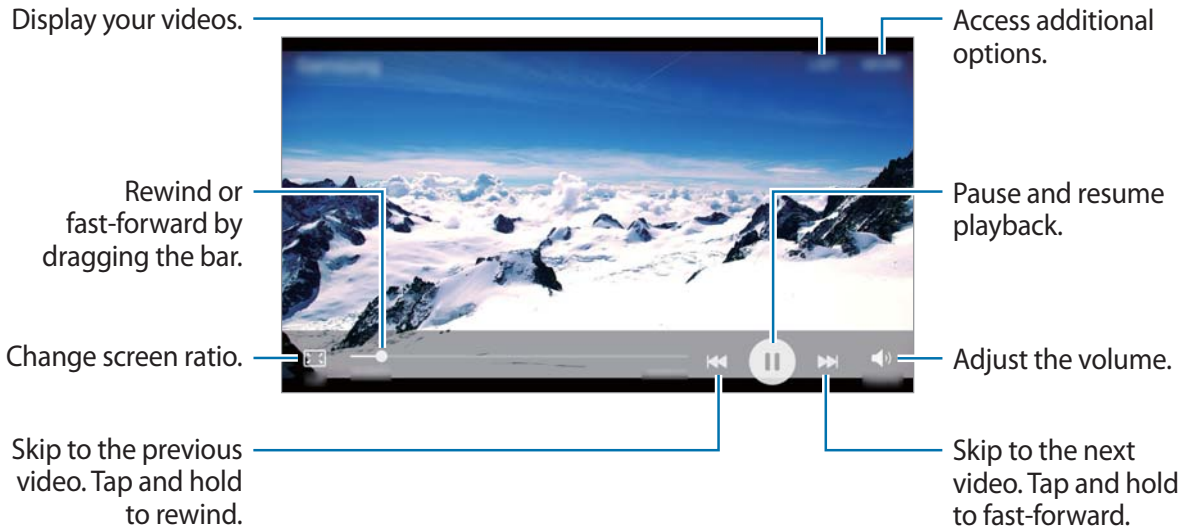 Display your videos.
Access additional
options.
Rewind or
fast-forward by
dragging the bar.
Pause and resume
playback.
Change screen ratio.
Adjust the volume.
Skip to the previous
video. Tap and hold
to rewind.
Skip to the next
video. Tap and hold
to fast-forward.